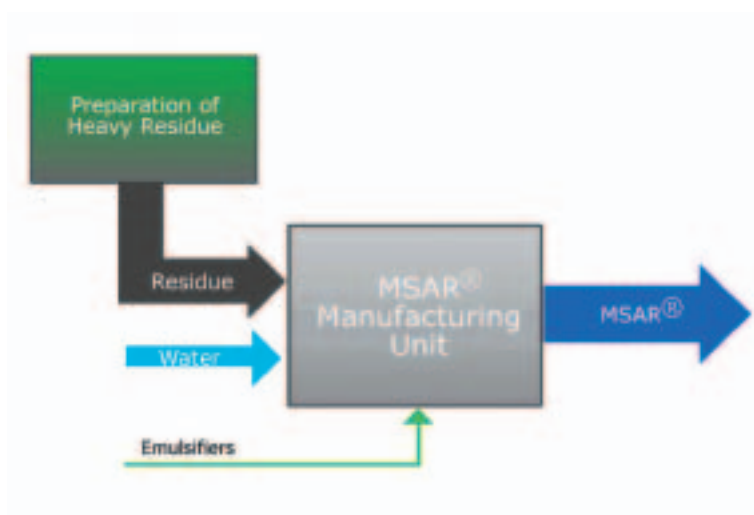 Preparation of
Heavy Residue
Residue
MSAR®
Manufacturing
Unit
MSAR®
Water
Emulsifiers